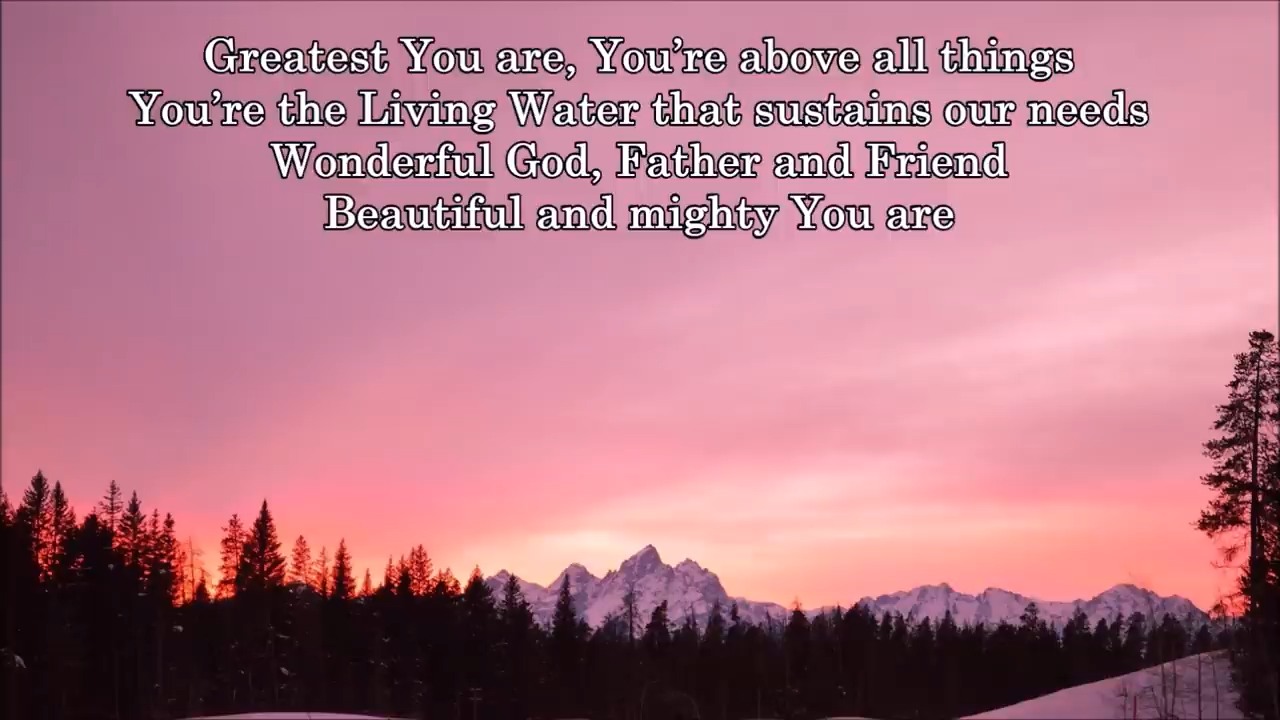 Greatest You are, You’re above all things
You’re the Living Water that sustains our needs
Wonderful God, Father and Friend
Beautiful and mighty You are